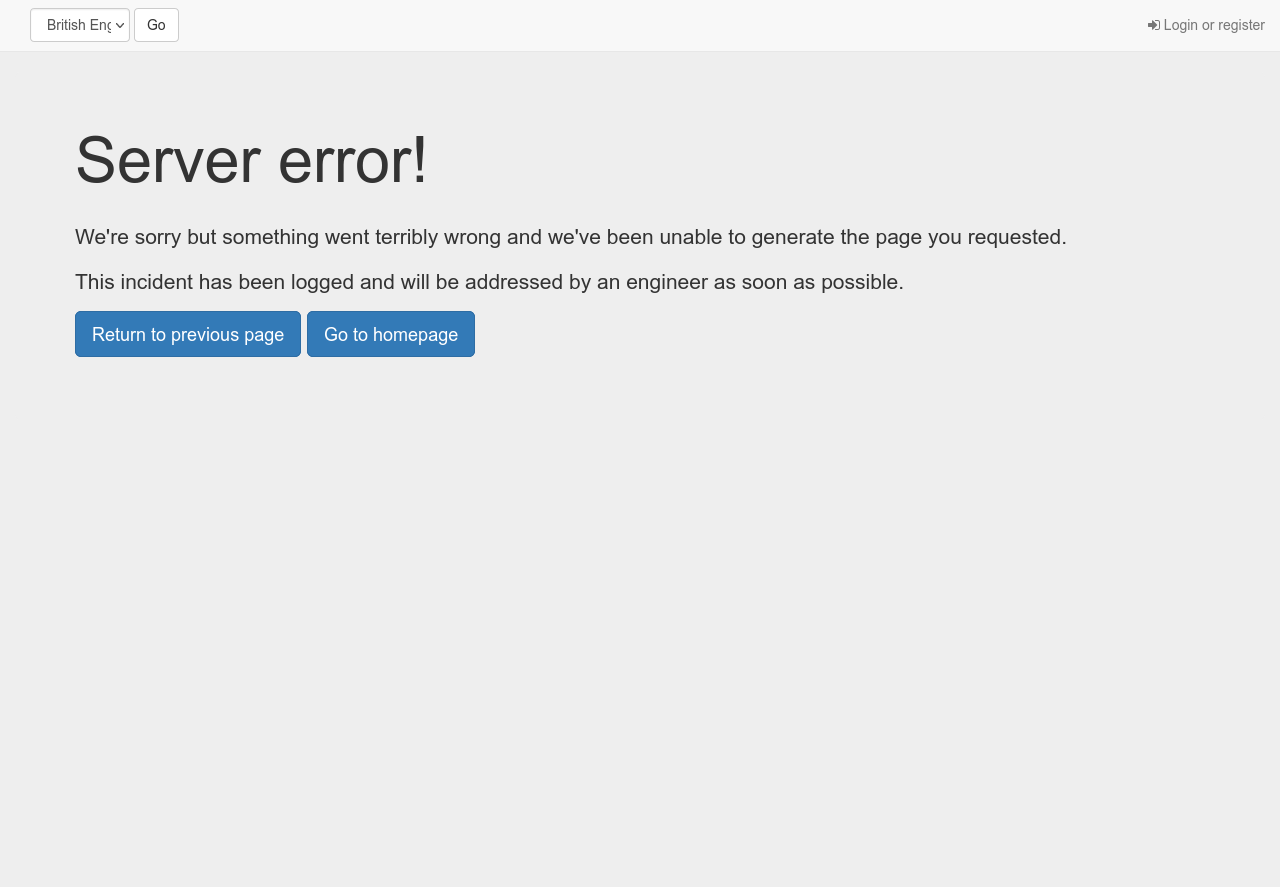 British Eng Go Login or register
Server error!
We're sorry but something went terribly wrong and we've been unable to generate the page you requested.
This incident has been logged and will be addressed by an engineer as soon as possible.
Return to previous page Go to homepage